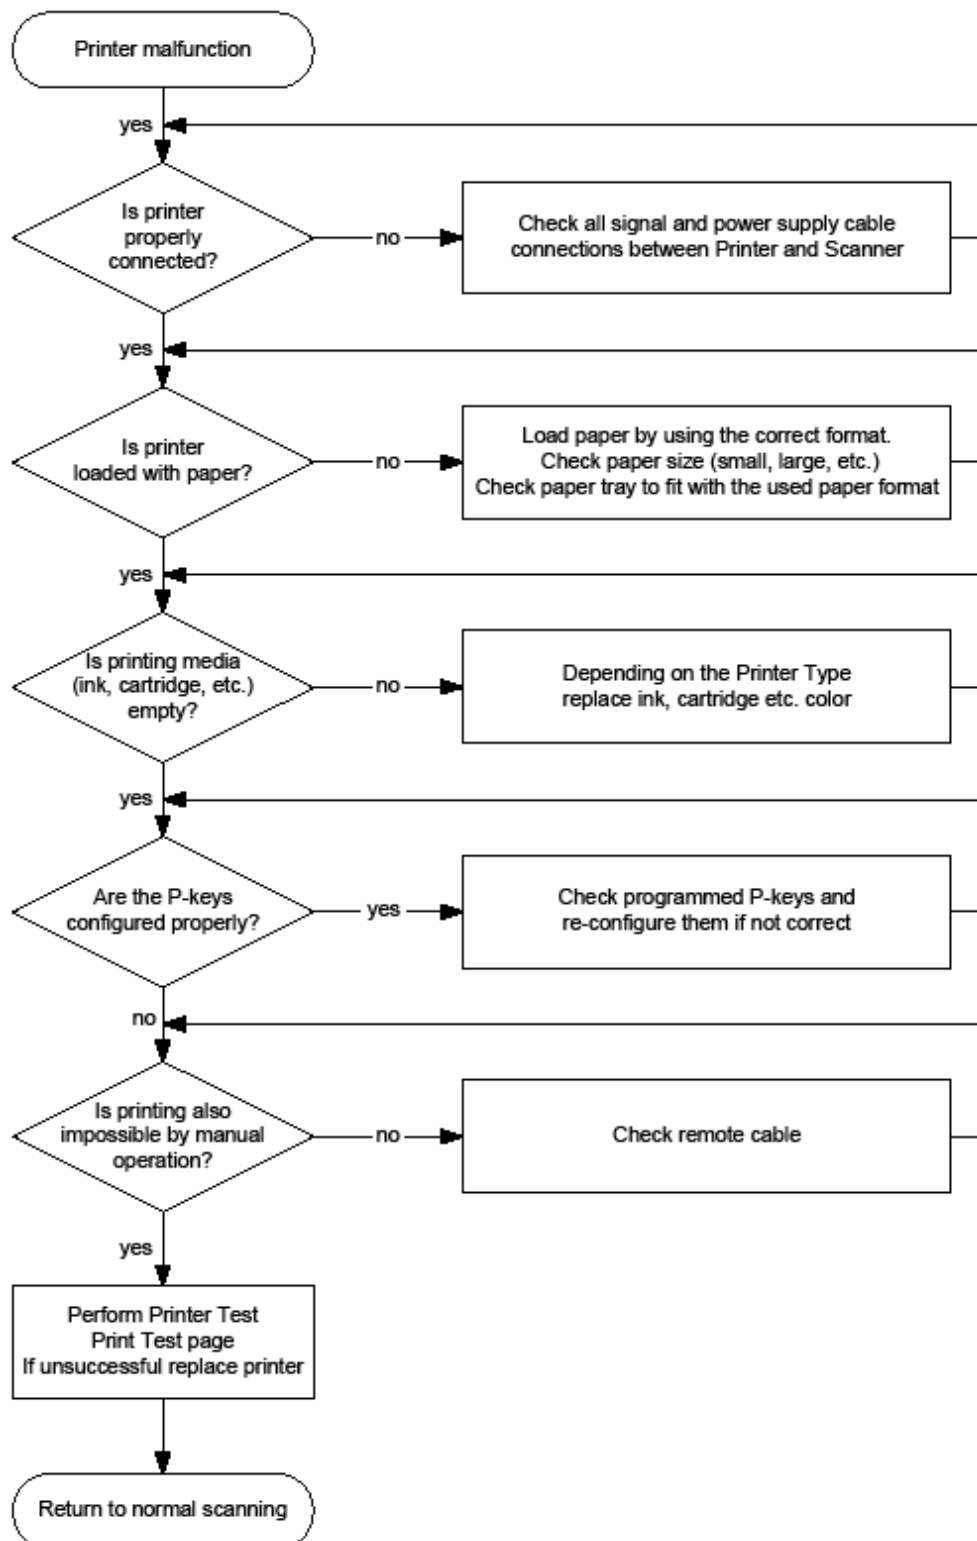 Printer malfunction
yes
Is printer
properly
connected?
no
Check all signal and power supply cable
connections between Printer and Scanner
yes
Is printer
loaded with paper?
no
Load paper by using the correct format.
Check paper size (small, large, etc.)
Check paper tray to fit with the used paper format
yes
Is printing media
(ink, cartridge, etc.)
empty?
no
Depending on the Printer Type
replace ink, cartridge etc. color
yes
Are the P-keys
configured properly?
yes
Check programmed P-keys and
re-configure them if not correct
no
Is printing also
impossible by manual
operation?
no
Check remote cable
yes
Perform Printer Test
Print Test page
If unsuccessful replace printer
Return to normal scanning